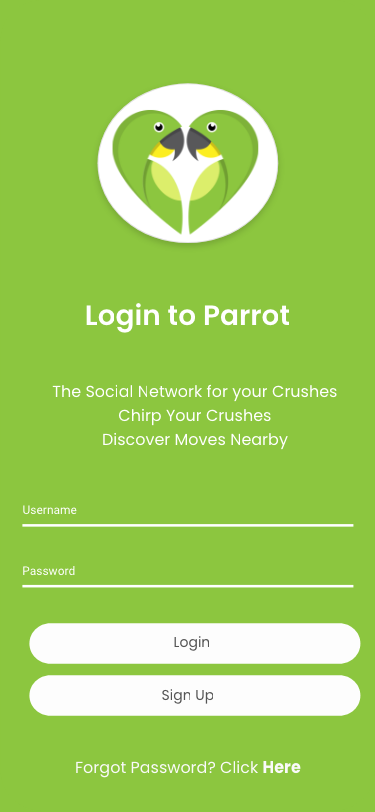 Login to Parrot
The Social Network for your Crushes
Chirp Your Crushes
Discover Moves Nearby
Username
Password
Login
Sign Up
Forgot Password? Click Here